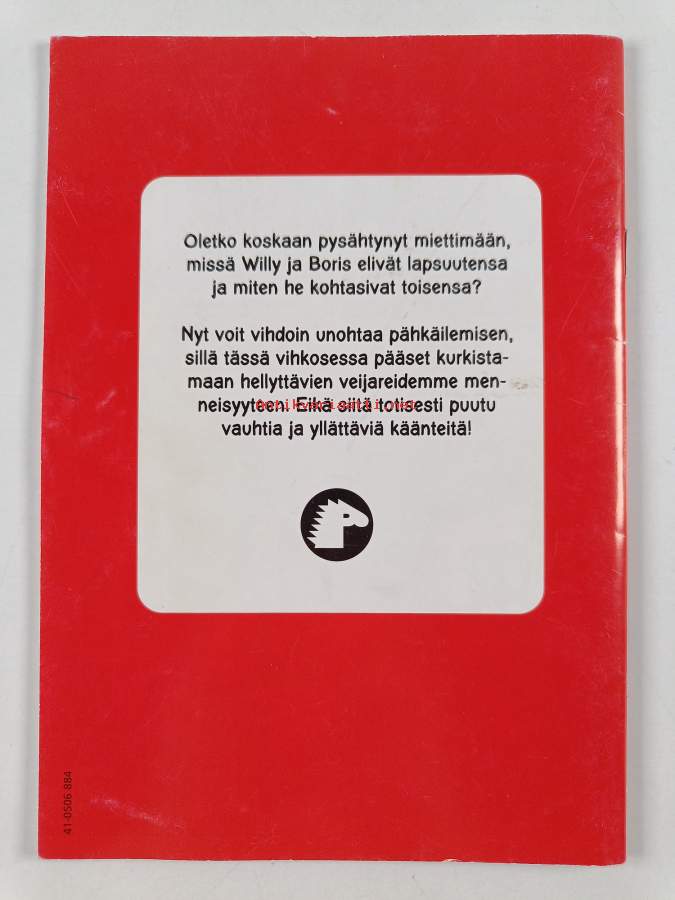 Oletko koskaan pysähtynyt miettimään,
missä Willy ja Boris elivät lapsuutensa
ja miten he kohtasivat toisensa?
Nyt voit vihdoin unohtaa pähkäilemisen,
sillä tässä vihkosessa pääset kurkista-
maan hellyttävien veijareidemme men-
neisyyteen. Eikä siitä totisesti puutu
vauhtia ja yllättäviä käänteitä!
antikvariaatti.net
41-0506 884